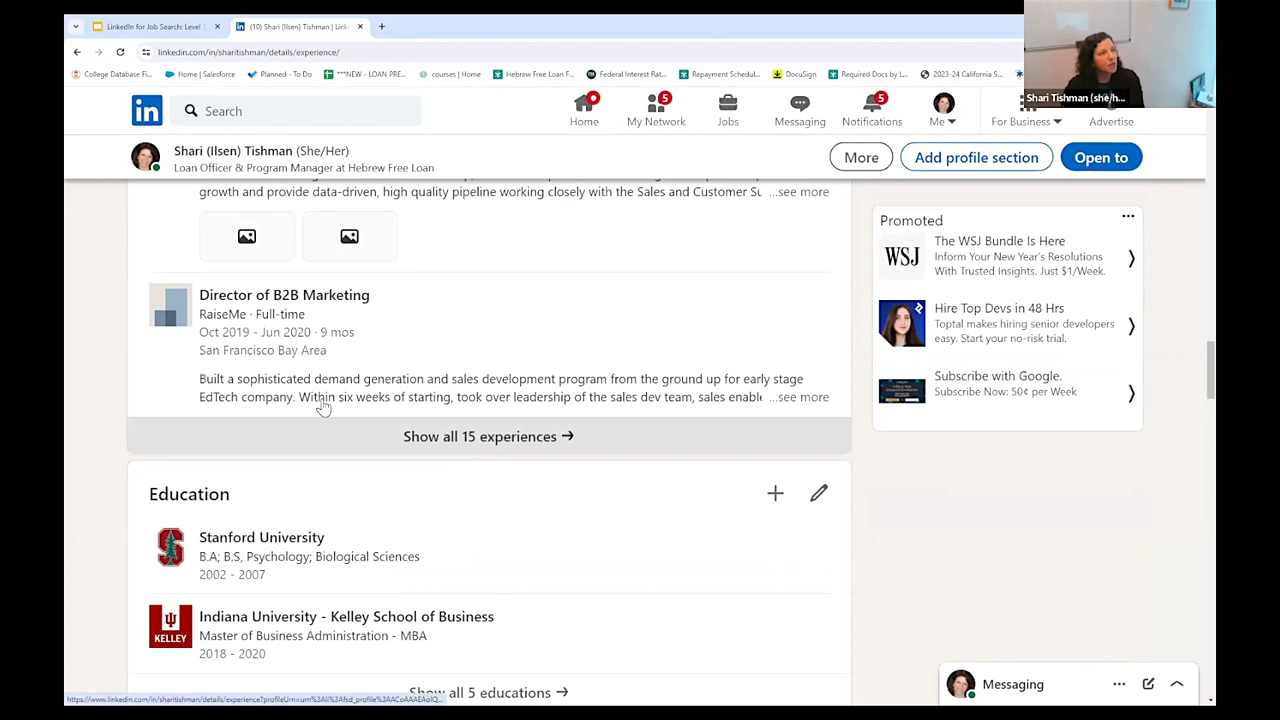 LinkedIn for Job Search: Level
(10) Shari (Ilsen) Tishman | Link
linkedin.com/in/sharitishman/details/experience/
College Database Fi...
Home | Salesforce
Planned - To Do
***NEW - LOAN PRE...
courses | Home
Hebrew Free Loan F...
Federal Interest Rat...
Repayment Schedul...
DocuSign
Required Docs by L...
2023-24 California S...
Shari Tishman (she/h...
in
Search
Home
5
My Network
Jobs
Messaging
5
Notifications
Me
For Business
Advertise
Shari (Ilsen) Tishman (She/Her)
Loan Officer & Program Manager at Hebrew Free Loan
More
Add profile section
Open to
growth and provide data-driven, high quality pipeline working closely with the Sales and Customer Su ...see more
Director of B2B Marketing
RaiseMe · Full-time
Oct 2019 - Jun 2020 · 9 mos
San Francisco Bay Area
Built a sophisticated demand generation and sales development program from the ground up for early stage
EdTech company. Within six weeks of starting, took over leadership of the sales dev team, sales enable ...see more
Show all 15 experiences →
Education
Stanford University
B.A; B.S, Psychology; Biological Sciences
2002 - 2007
KELLEY
Indiana University - Kelley School of Business
Master of Business Administration - MBA
2018 - 2020
Show all 5 educations →
Promoted
WSJ
The WSJ Bundle Is Here
Inform Your New Year's Resolutions
With Trusted Insights. Just $1/Week.
Hire Top Devs in 48 Hrs
Toptal makes hiring senior developers
easy. Start your no-risk trial.
Subscribe with Google.
Subscribe Now: 50¢ per Week
Messaging